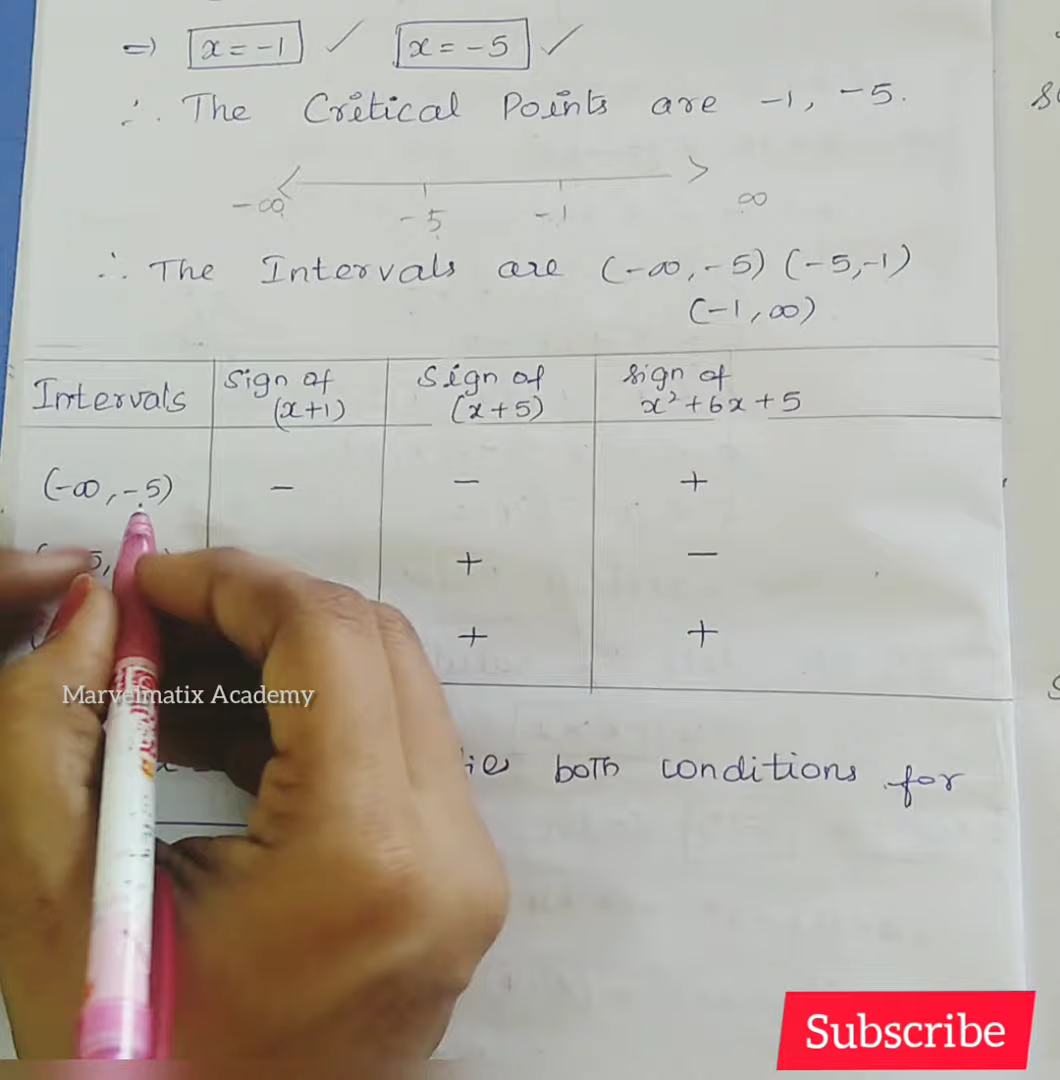 ⇒ x = -1 ✓ x = -5 ✓
∴ The Critical Points are -1, -5.
-∞ -5 -1 ∞
∴ The Intervals are (-∞, -5) (-5, -1)
(-1, ∞)
Intervals Sign of (x+1) Sign of (x+5) Sign of x²+6x+5
(-∞, -5) - - +
+ -
+ +
Marvelmatix Academy
both conditions for
Subscribe